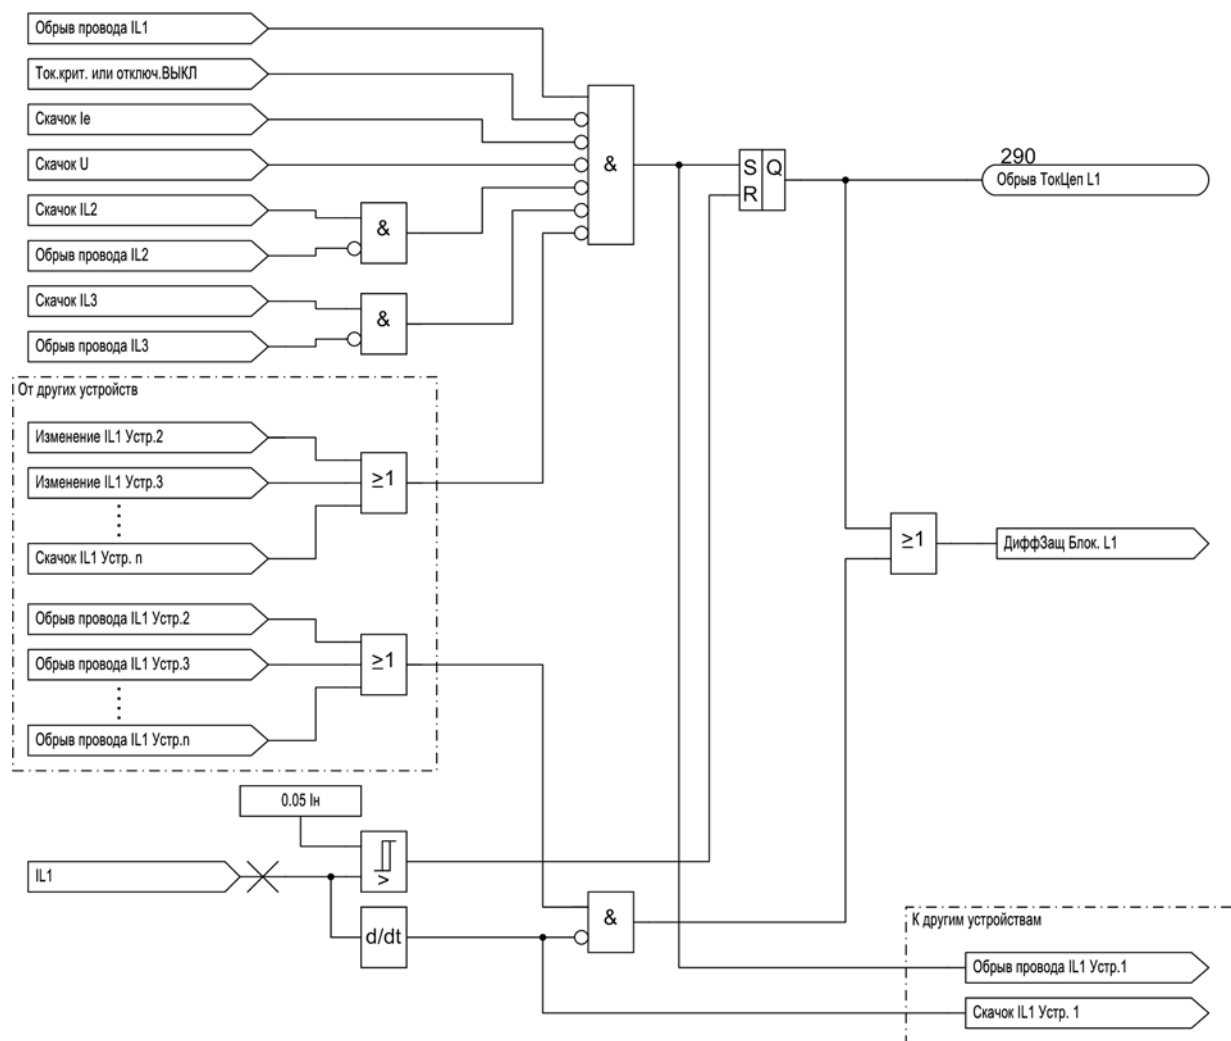 Обрыв провода IL1
Ток.крит. или отключ.ВЫКЛ
Скачок Ie
Скачок U
Скачок IL2
Обрыв провода IL2
Скачок IL3
Обрыв провода IL3
&
&
&
S Q
R
290
Обрыв ТокЦеп L1
От других устройств
Изменение IL1 Устр.2
Изменение IL1 Устр.3
Скачок IL1 Устр. n
≥1
Обрыв провода IL1 Устр.2
Обрыв провода IL1 Устр.3
Обрыв провода IL1 Устр.n
≥1
≥1
ДиффЗащ Блок. L1
0.05 Iн
IL1
d/dt
&
К другим устройствам
Обрыв провода IL1 Устр.1
Скачок IL1 Устр. 1